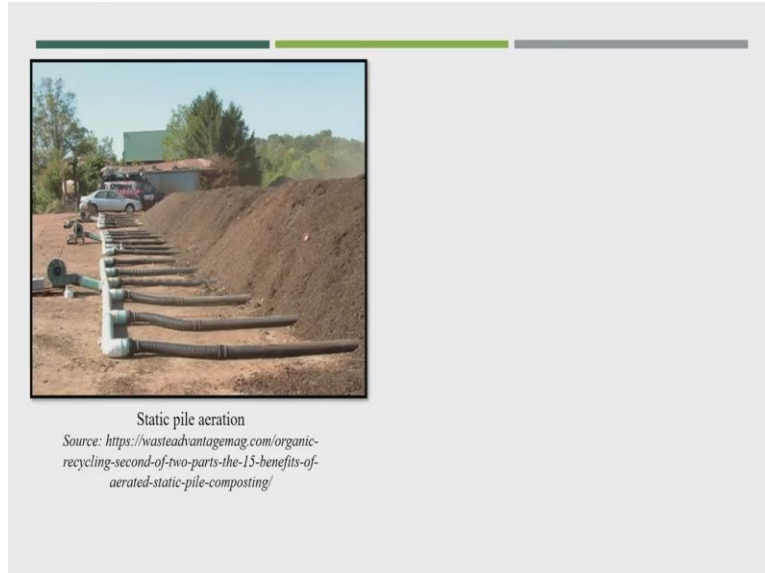 Static pile aeration
Source: https://wasteadvantagemag.com/organic-
recycling-second-of-two-parts-the-15-benefits-of-
aerated-static-pile-composting/